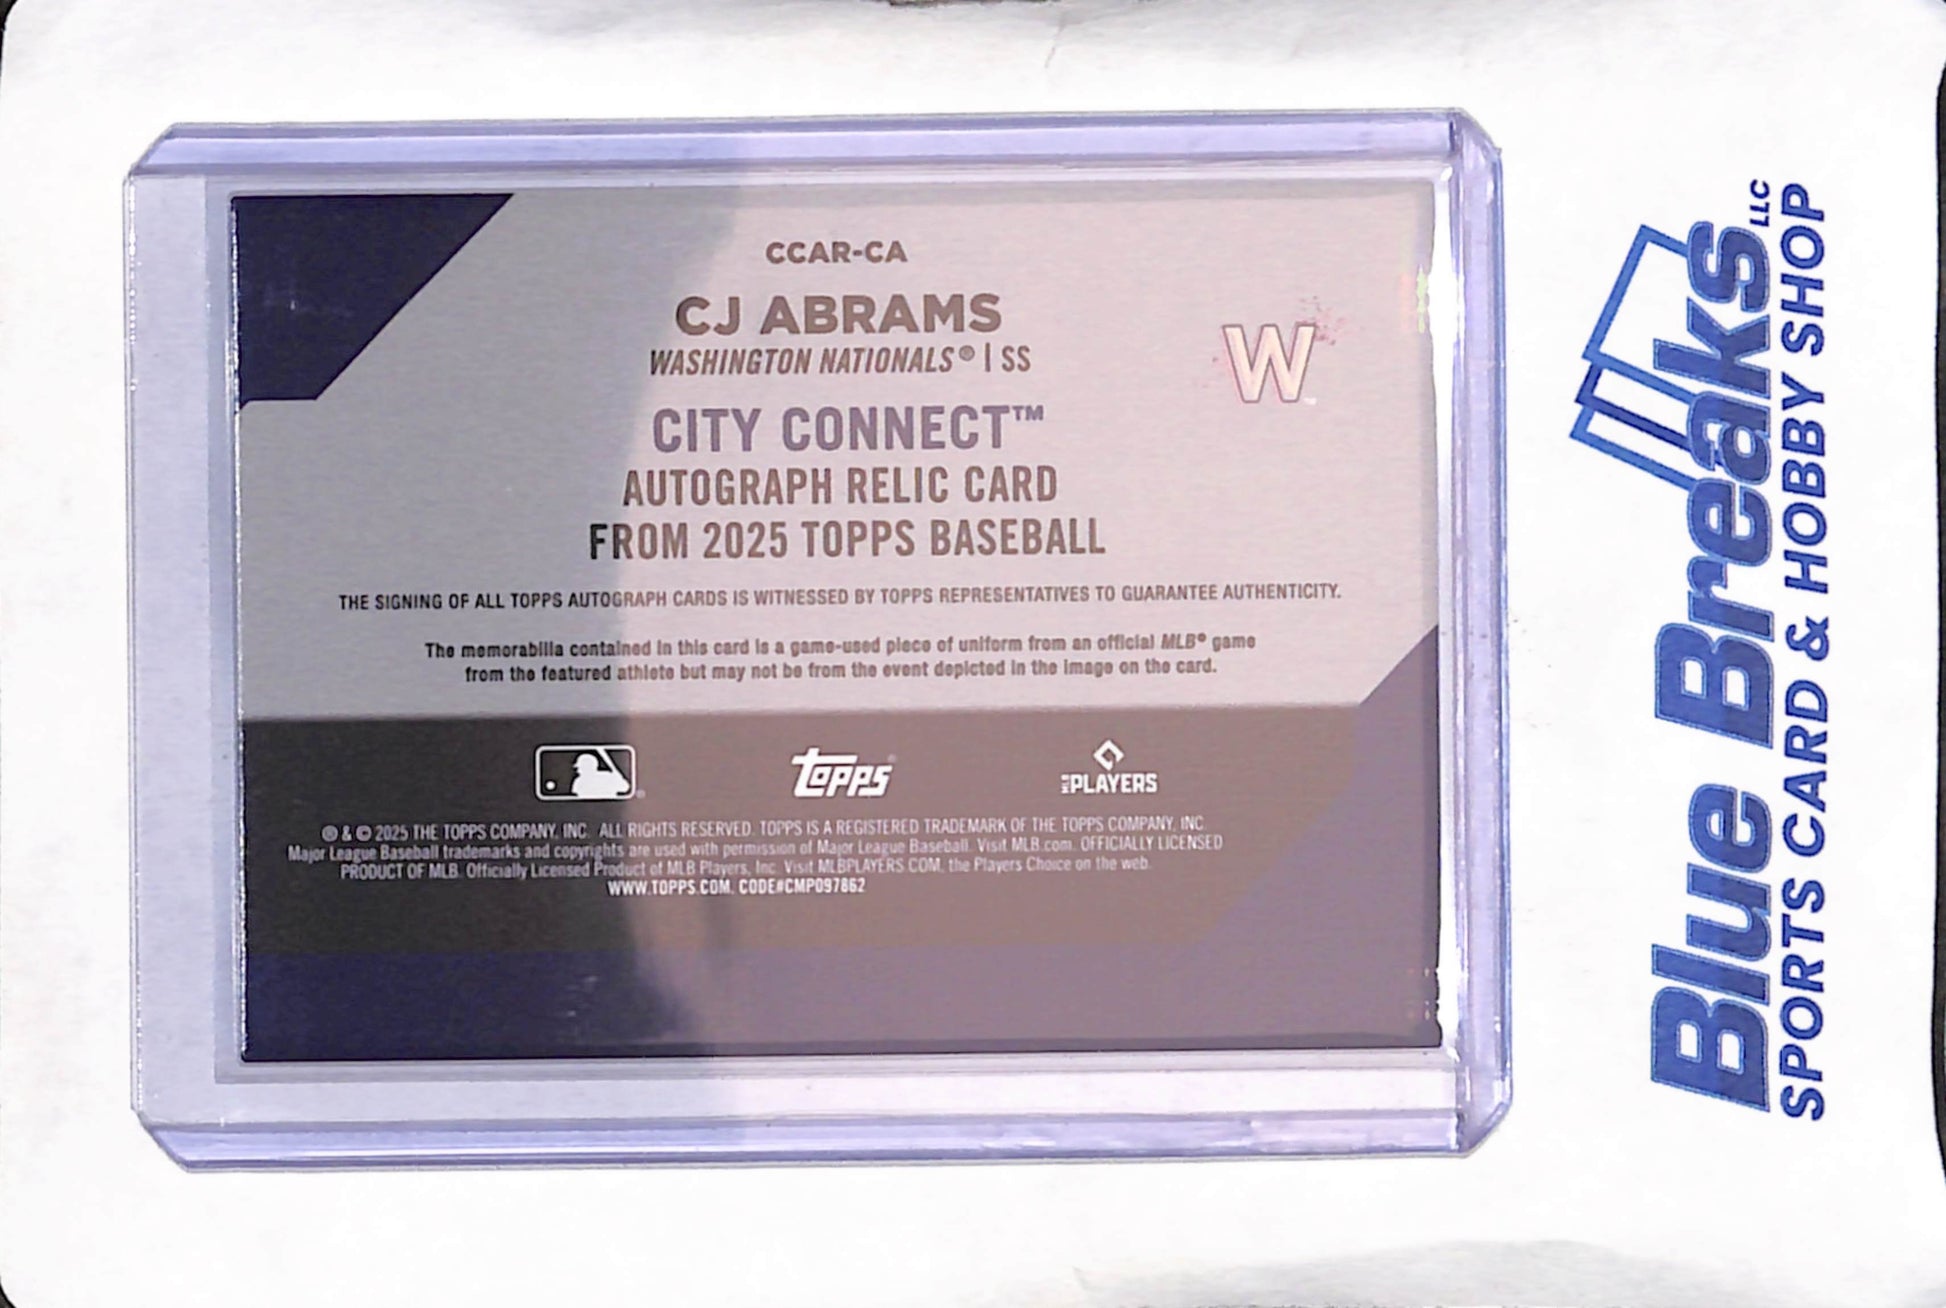 CCAR-CA
CJ ABRAMS
WASHINGTON NATIONALS® | SS
W
CITY CONNECT™
AUTOGRAPH RELIC CARD
FROM 2025 TOPPS BASEBALL
THE SIGNING OF ALL TOPPS AUTOGRAPH CARDS IS WITNESSED BY TOPPS REPRESENTATIVES TO GUARANTEE AUTHENTICITY.
The memorabilia contained in this card is a game-used piece of uniform from an official MLB® game
from the featured athlete but may not be from the event depicted in the image on the card.
Topps
PLAYERS
® & © 2025 THE TOPPS COMPANY, INC. ALL RIGHTS RESERVED. TOPPS IS A REGISTERED TRADEMARK OF THE TOPPS COMPANY, INC.
Major League Baseball trademarks and copyrights are used with permission of Major League Baseball. Visit MLB.com. OFFICIALLY LICENSED
PRODUCT OF MLB. Officially Licensed Product of MLB Players, Inc. Visit MLBPLAYERS.COM, the Players Choice on the web.
WWW.TOPPS.COM. CODE#CMP097862
Blue Breaks LLC
SPORTS CARD & HOBBY SHOP